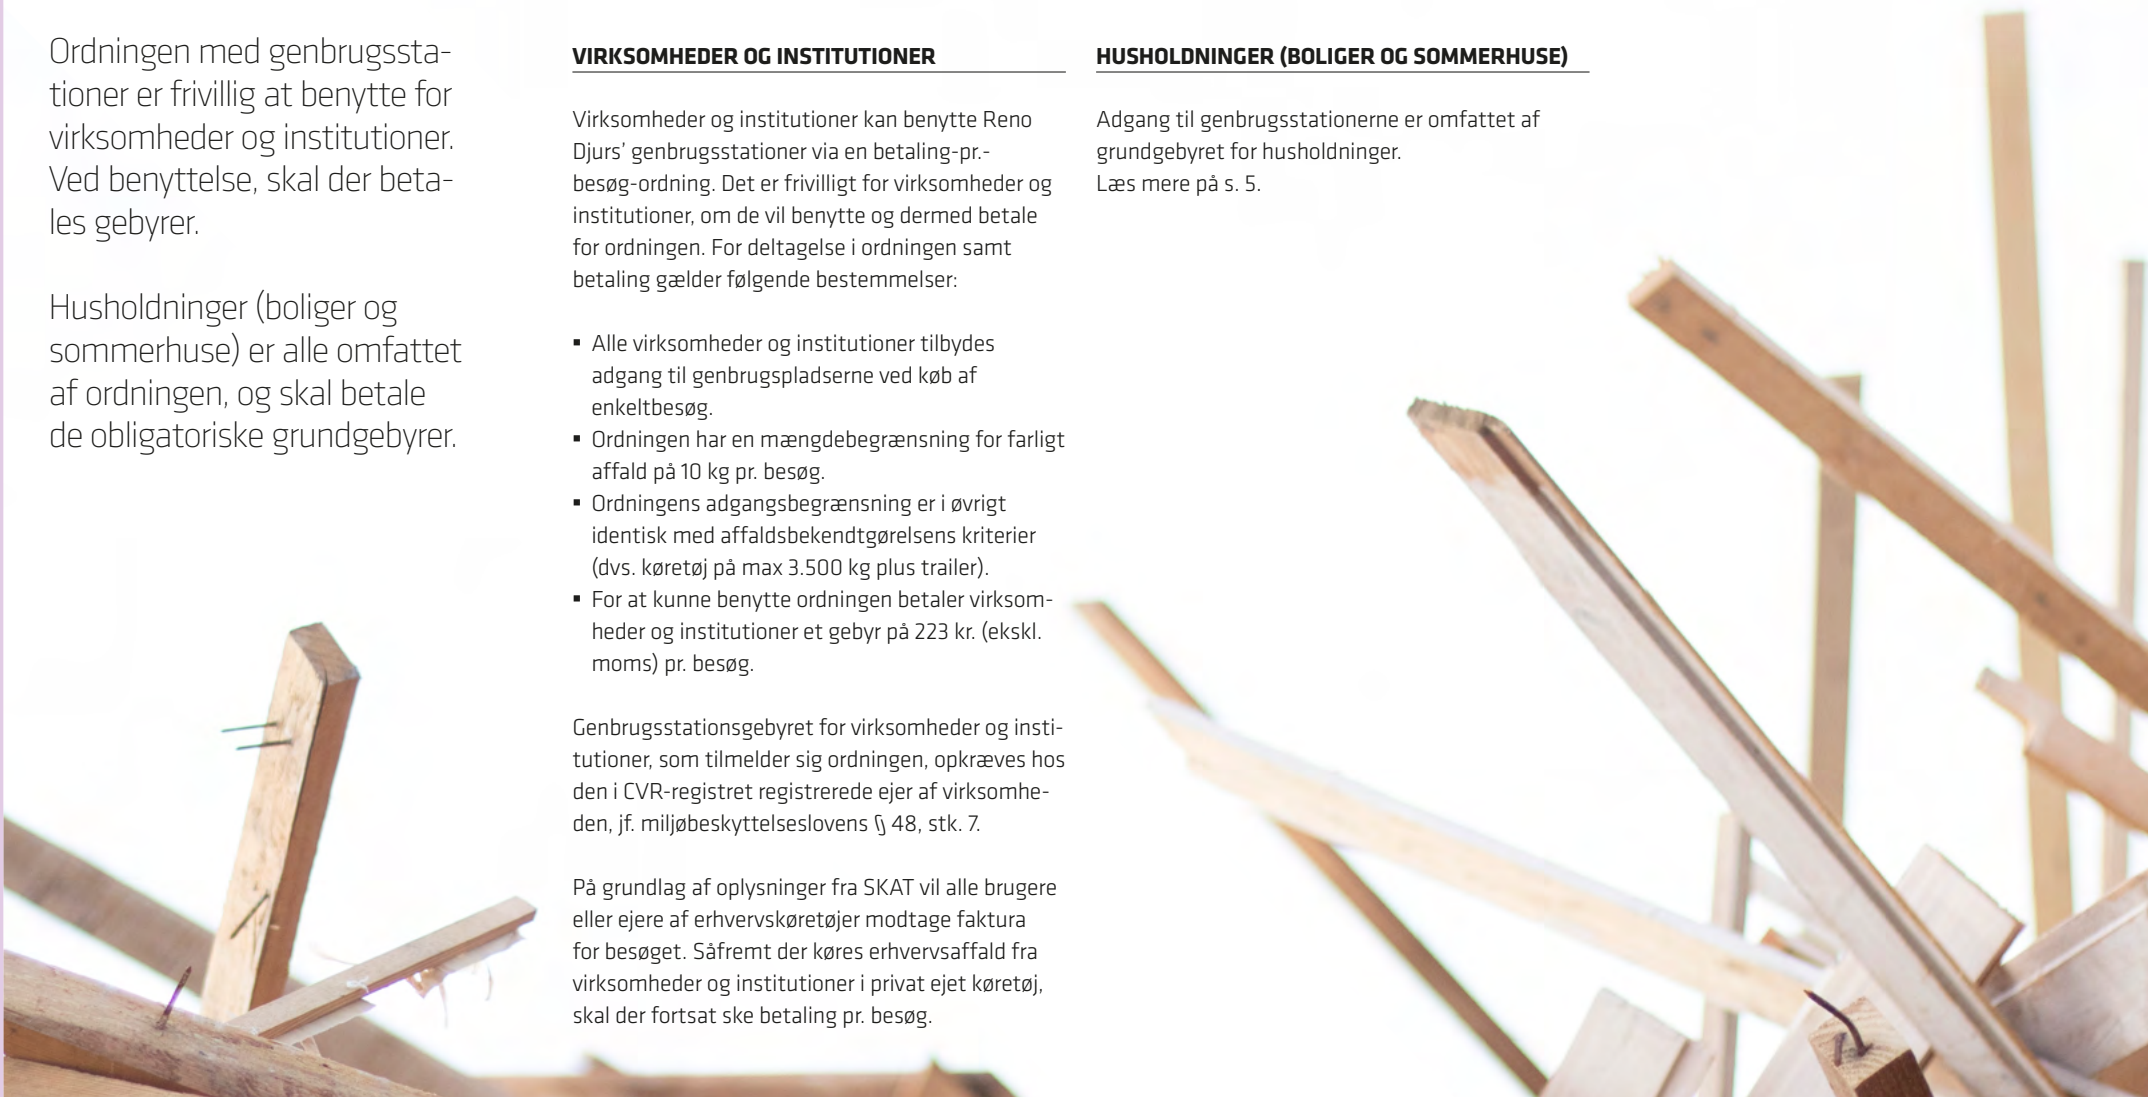 Ordningen med genbrugssta-
tioner er frivillig at benytte for
virksomheder og institutioner.
Ved benyttelse, skal der beta-
les gebyrer.
Husholdninger (boliger og
sommerhuse) er alle omfattet
af ordningen, og skal betale
de obligatoriske grundgebyrer.
VIRKSOMHEDER OG INSTITUTIONER
Virksomheder og institutioner kan benytte Reno
Djurs’ genbrugsstationer via en betaling-pr.-
besøg-ordning. Det er frivilligt for virksomheder og
institutioner, om de vil benytte og dermed betale
for ordningen. For deltagelse i ordningen samt
betaling gælder følgende bestemmelser:
▪ Alle virksomheder og institutioner tilbydes
adgang til genbrugspladserne ved køb af
enkeltbesøg.
▪ Ordningen har en mængdebegrænsning for farligt
affald på 10 kg pr. besøg.
▪ Ordningens adgangsbegrænsning er i øvrigt
identisk med affaldsbekendtgørelsens kriterier
(dvs. køretøj på max 3.500 kg plus trailer).
▪ For at kunne benytte ordningen betaler virksom-
heder og institutioner et gebyr på 223 kr. (ekskl.
moms) pr. besøg.
Genbrugsstationsgebyret for virksomheder og insti-
tutioner, som tilmelder sig ordningen, opkræves hos
den i CVR-registret registrerede ejer af virksomhe-
den, jf. miljøbeskyttelseslovens § 48, stk. 7.
På grundlag af oplysninger fra SKAT vil alle brugere
eller ejere af erhvervskøretøjer modtage faktura
for besøget. Såfremt der køres erhvervsaffald fra
virksomheder og institutioner i privat ejet køretøj,
skal der fortsat ske betaling pr. besøg.
HUSHOLDNINGER (BOLIGER OG SOMMERHUSE)
Adgang til genbrugsstationerne er omfattet af
grundgebyret for husholdninger.
Læs mere på s. 5.